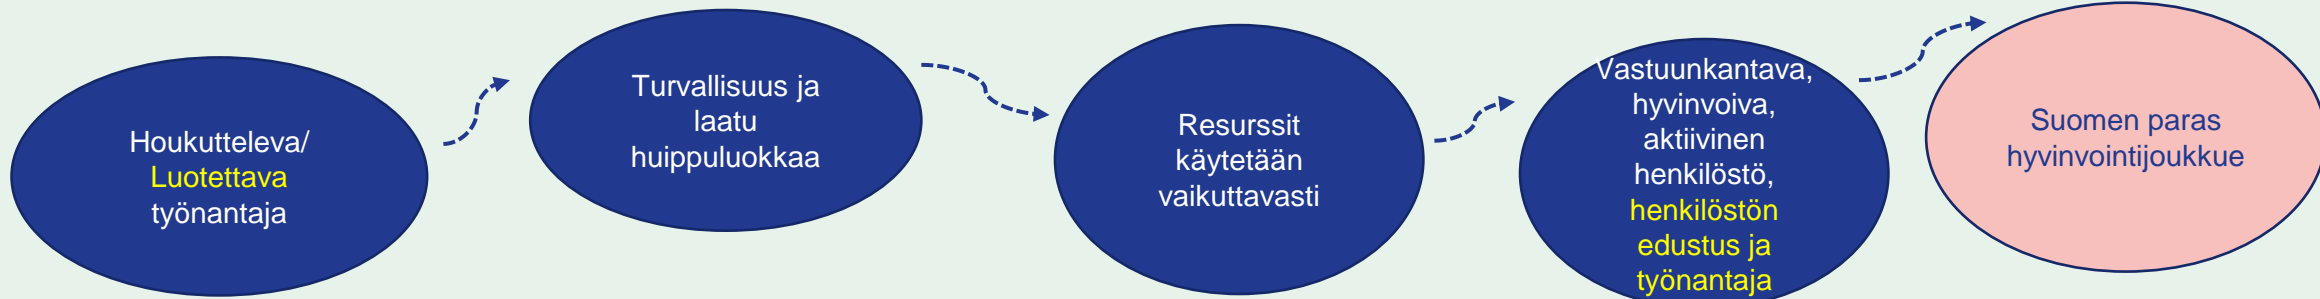 Houkutteleva/
Luotettava
työnantaja
Turvallisuus ja
laatu
huippuluokkaa
Resurssit
käytetään
vaikuttavasti
Vastuunkantava,
hyvinvoiva,
aktiivinen
henkilöstö,
henkilöstön
edustus ja
työnantaja
Suomen paras
hyvinvointijoukkue